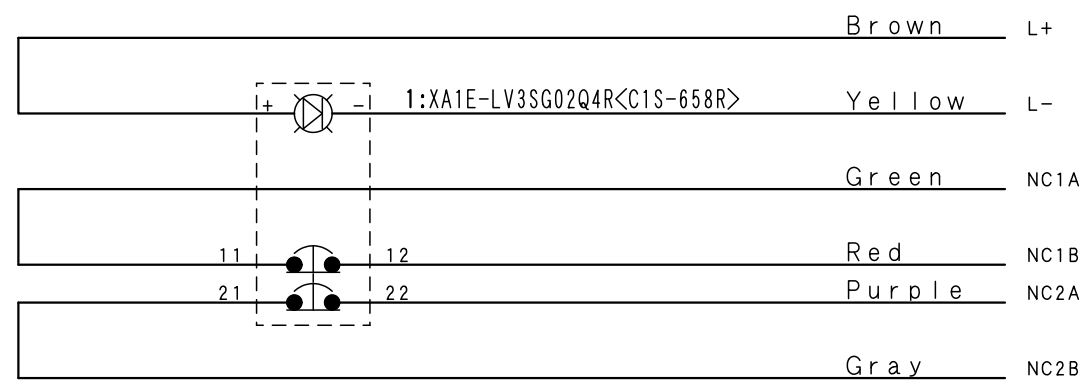 Brown L+
+ - 1:XA1E-LV3SG02Q4R<C1S-658R> Yellow L-
Green NC1A
11 12 Red NC1B
21 22 Purple NC2A
Gray NC2B